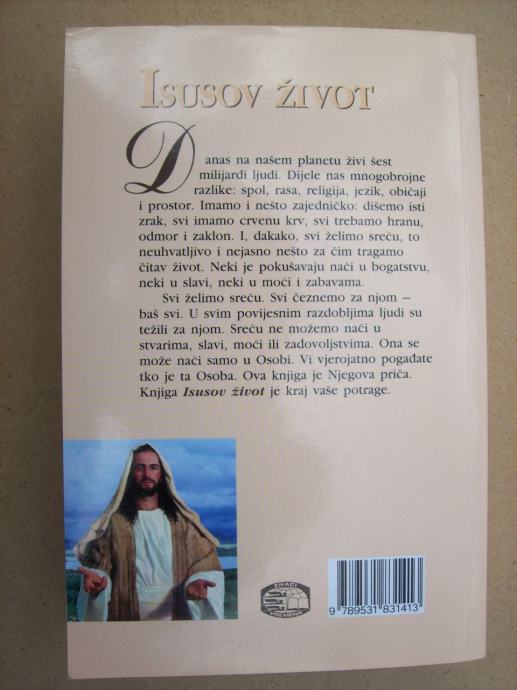 ISUSOV ŽIVOT
Danas na našem planetu živi šest
milijardi ljudi. Dijele nas mnogobrojne
razlike: spol, rasa, religija, jezik, običaji
i prostor. Imamo i nešto zajedničko: dišemo isti
zrak, svi imamo crvenu krv, svi trebamo hranu,
odmor i zaklon. I, dakako, svi želimo sreću, to
neuhvatljivo i nejasno nešto za čim tragamo
čitav život. Neki je pokušavaju naći u bogatstvu,
neki u slavi, neki u moći i zabavama.
Svi želimo sreću. Svi čeznemo za njom –
baš svi. U svim povijesnim razdobljima ljudi su
težili za njom. Sreću ne možemo naći u
stvarima, slavi, moći ili zadovoljstvima. Ona se
može naći samo u Osobi. Vi vjerojatno pogađate
tko je ta Osoba. Ova knjiga je Njegova priča.
Knjiga Isusov život je kraj vaše potrage.
ZNACI
VREMENA
9 789531 831413